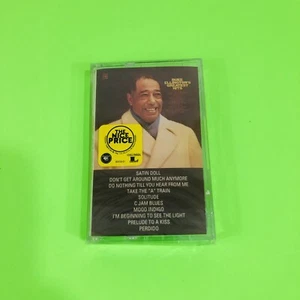 DUKE
ELLINGTON'S
GREATEST
HITS
THE
NICE
PRICE
SATIN DOLL
DON'T GET AROUND MUCH ANYMORE
DO NOTHING TILL YOU HEAR FROM ME
TAKE THE "A" TRAIN
SOLITUDE
C JAM BLUES
MOOD INDIGO
I'M BEGINNING TO SEE THE LIGHT
PRELUDE TO A KISS
PERDIDO